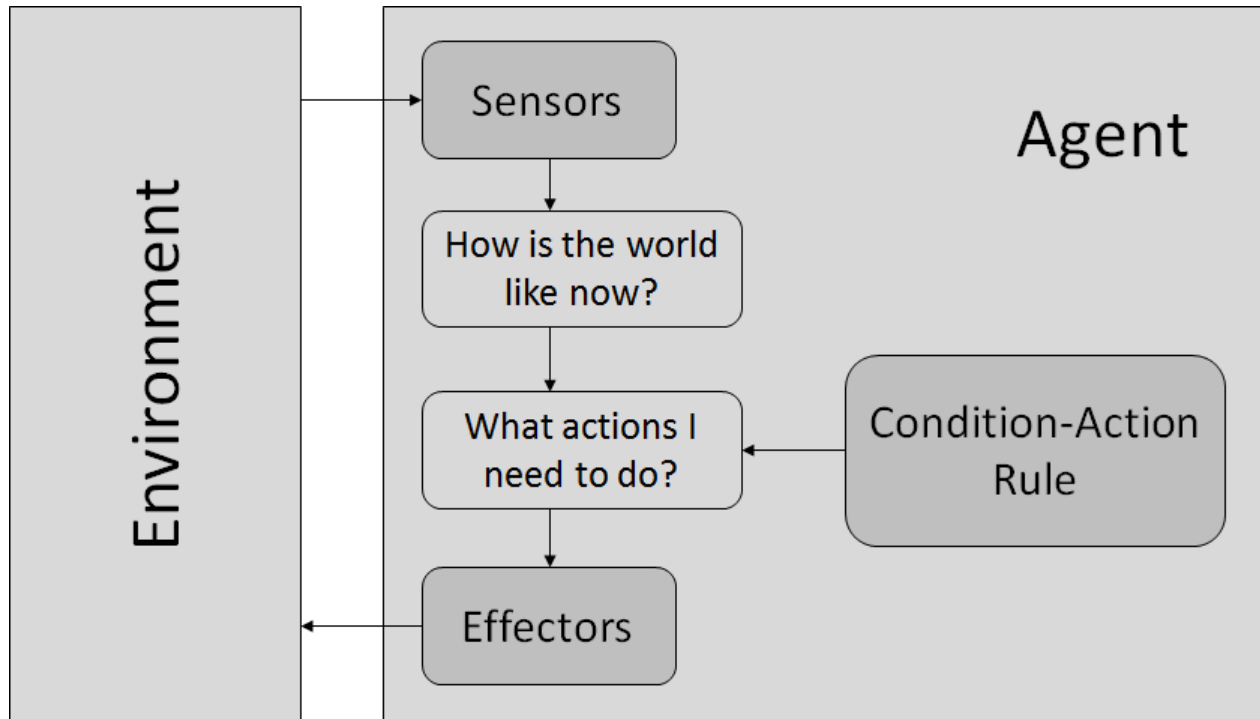 Environment
Sensors
Agent
How is the world
like now?
What actions I
need to do?
Condition-Action
Rule
Effectors